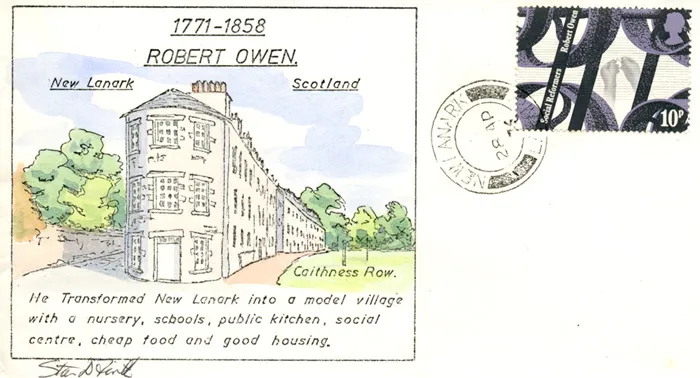 1771-1858
ROBERT OWEN.
New Lanark Scotland
Caithness Row.
He Transformed New Lanark into a model village
with a nursery, schools, public kitchen, social
centre, cheap food and good housing.
Social Reformers Robert Owen
10P
NEW LANARK
28 AP